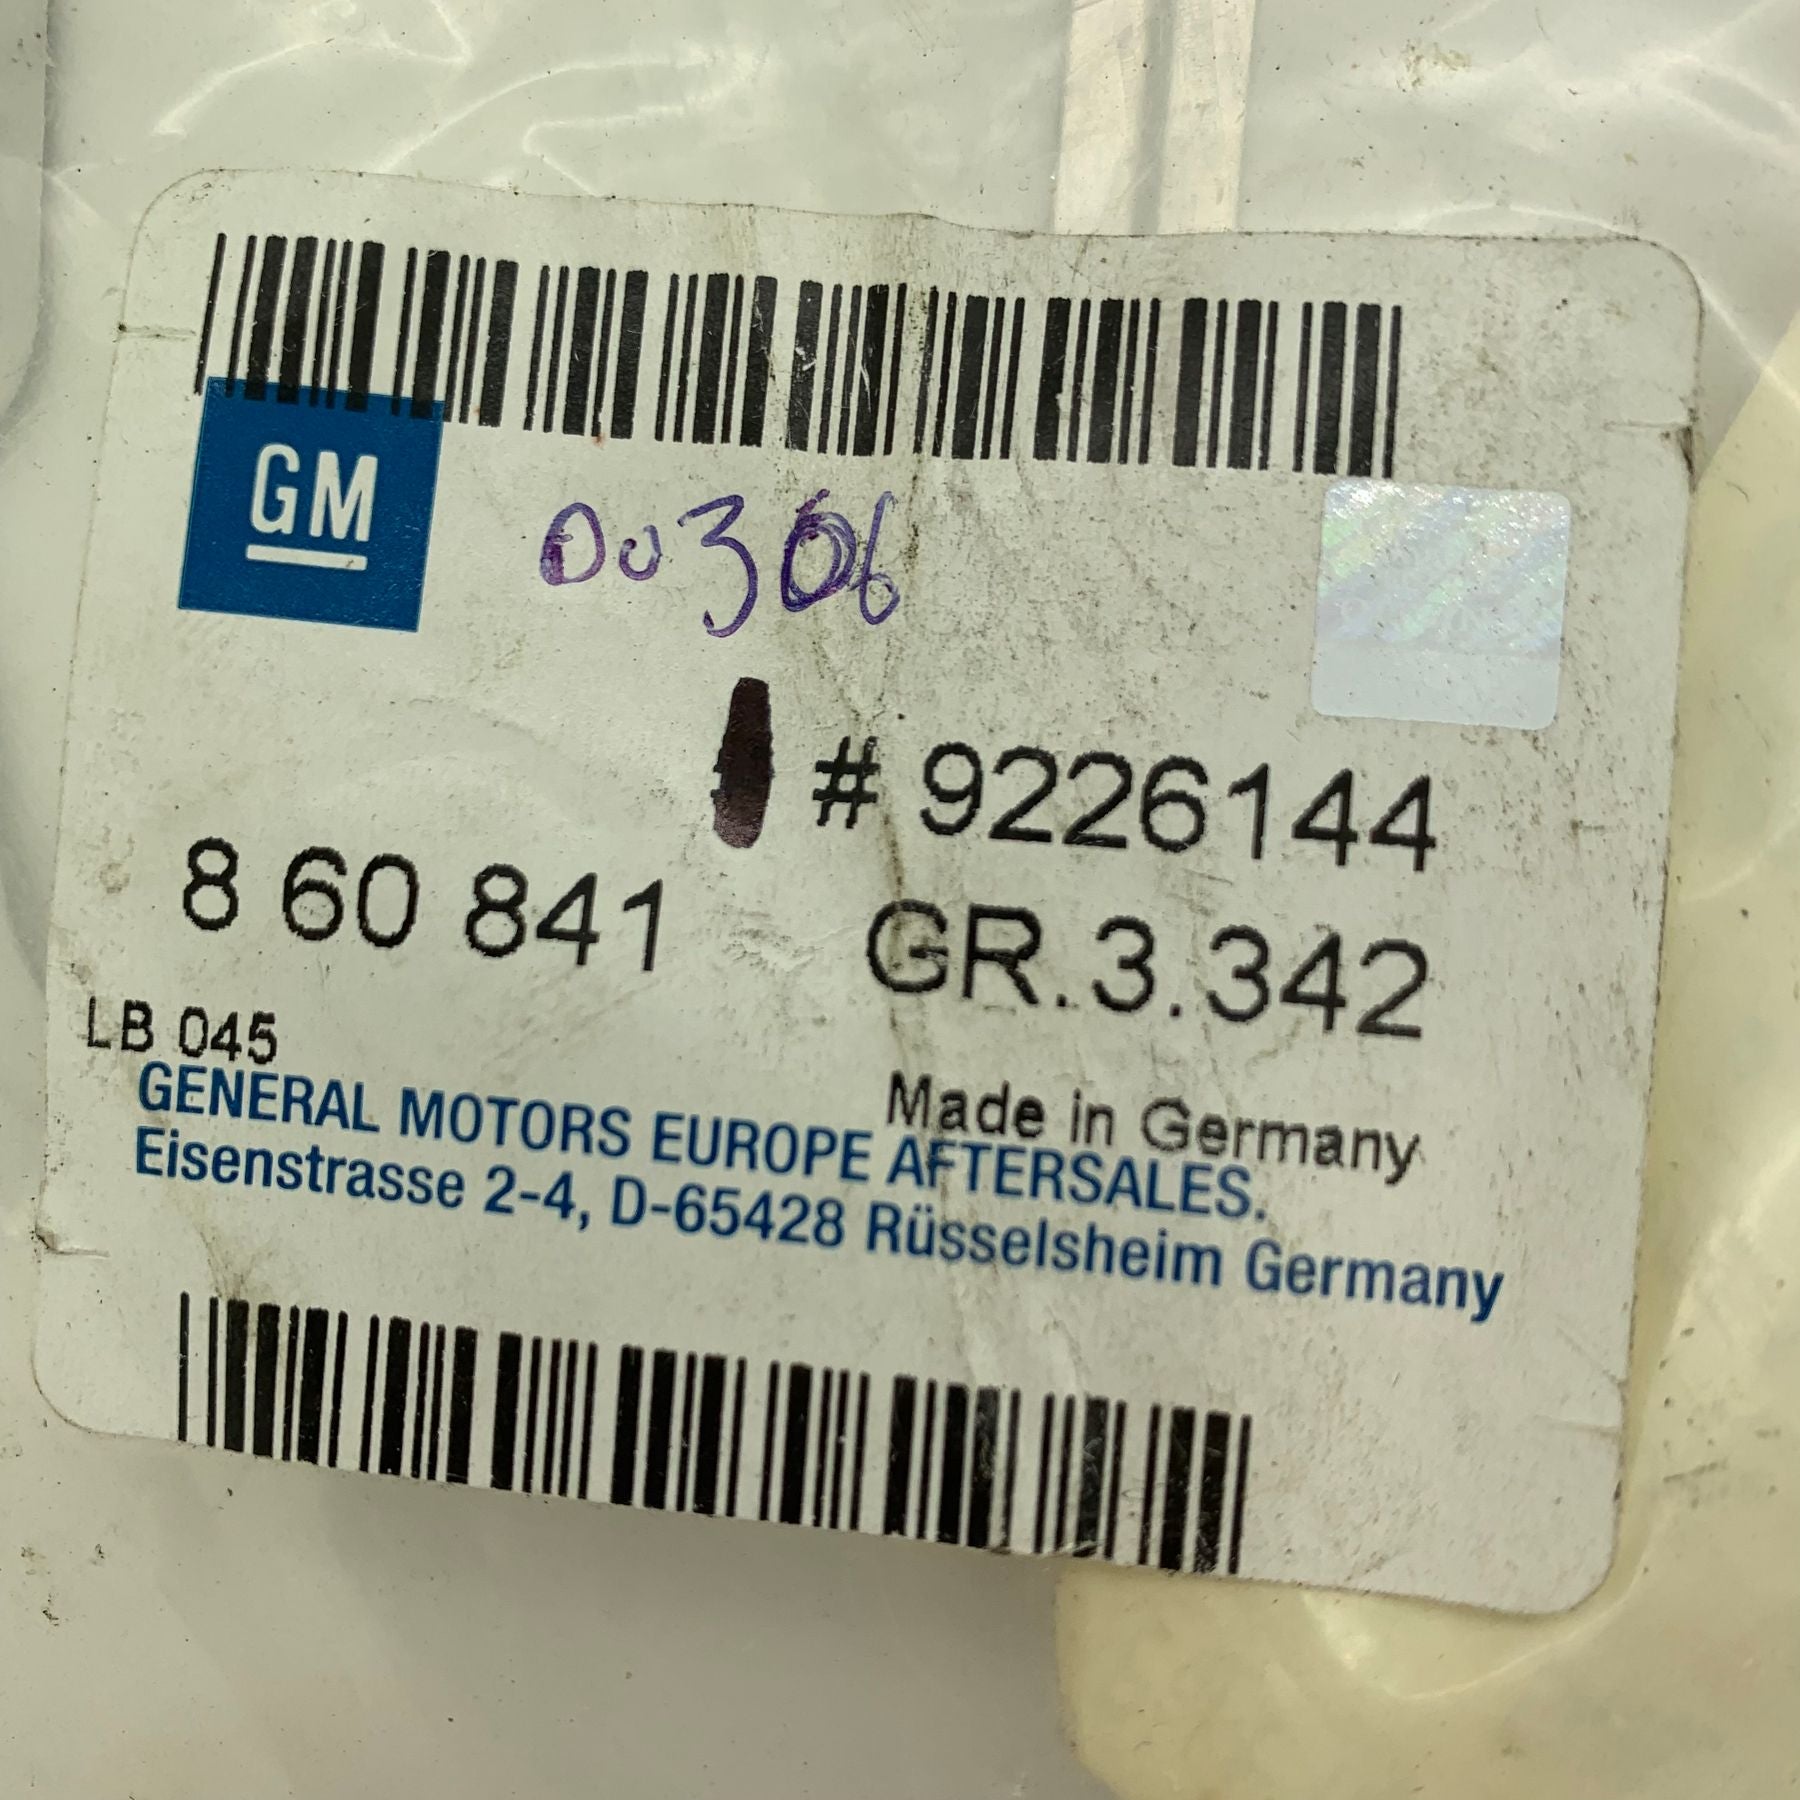 GM
00306
# 9226144
8 60 841 GR.3.342
LB 045
Made in Germany
GENERAL MOTORS EUROPE AFTERSALES.
Eisenstrasse 2-4, D-65428 Rüsselsheim Germany